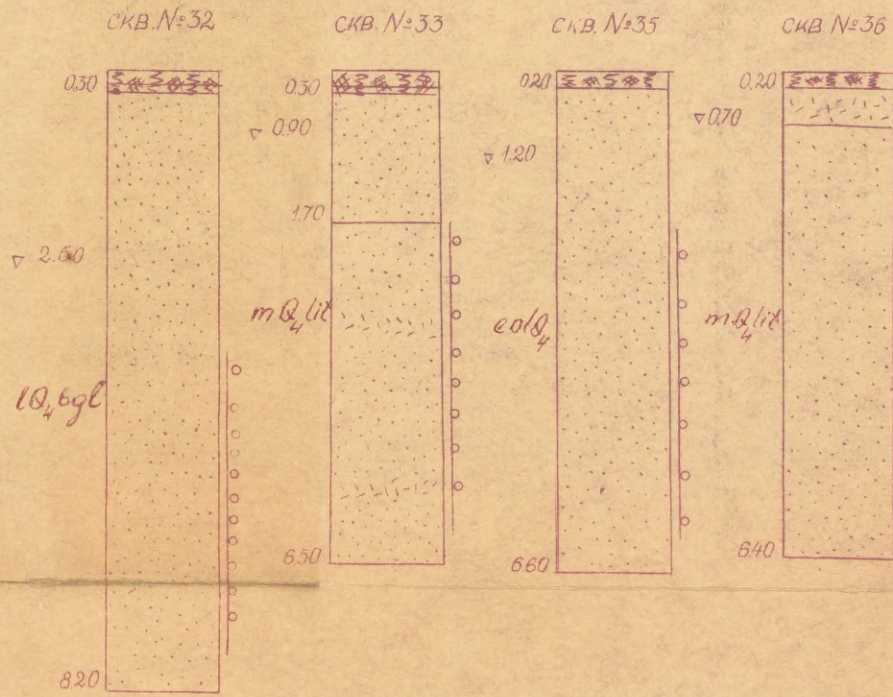 СКВ. №32
0,30
▽ 2.60
lQ4bgl
8.20
СКВ. №33
0.30
▽ 0.90
1.70
mQ4lit
6.50
СКВ. №35
0.20
▽ 1.20
eolQ4
6.60
СКВ. №36
0.20
▽0.70
mQ4lit
6.40